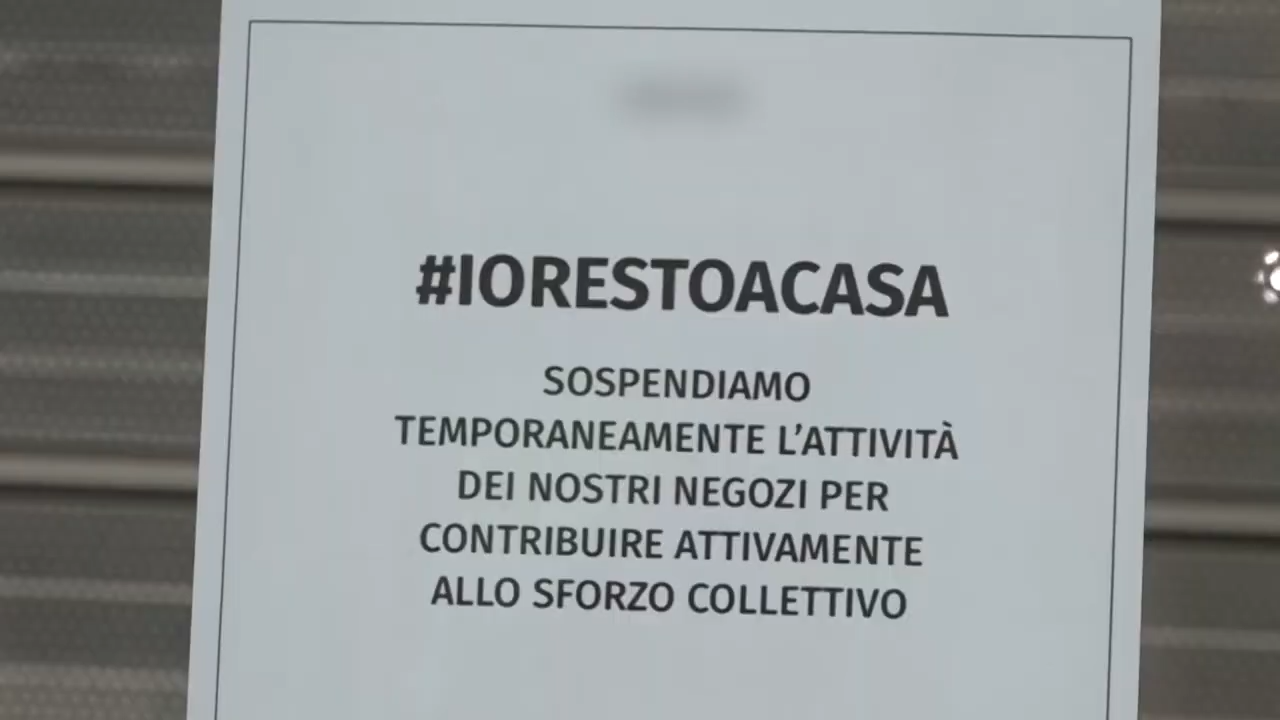 #IORESTOACASA
SOSPENDIAMO
TEMPORANEAMENTE L'ATTIVITÀ
DEI NOSTRI NEGOZI PER
CONTRIBUIRE ATTIVAMENTE
ALLO SFORZO COLLETTIVO